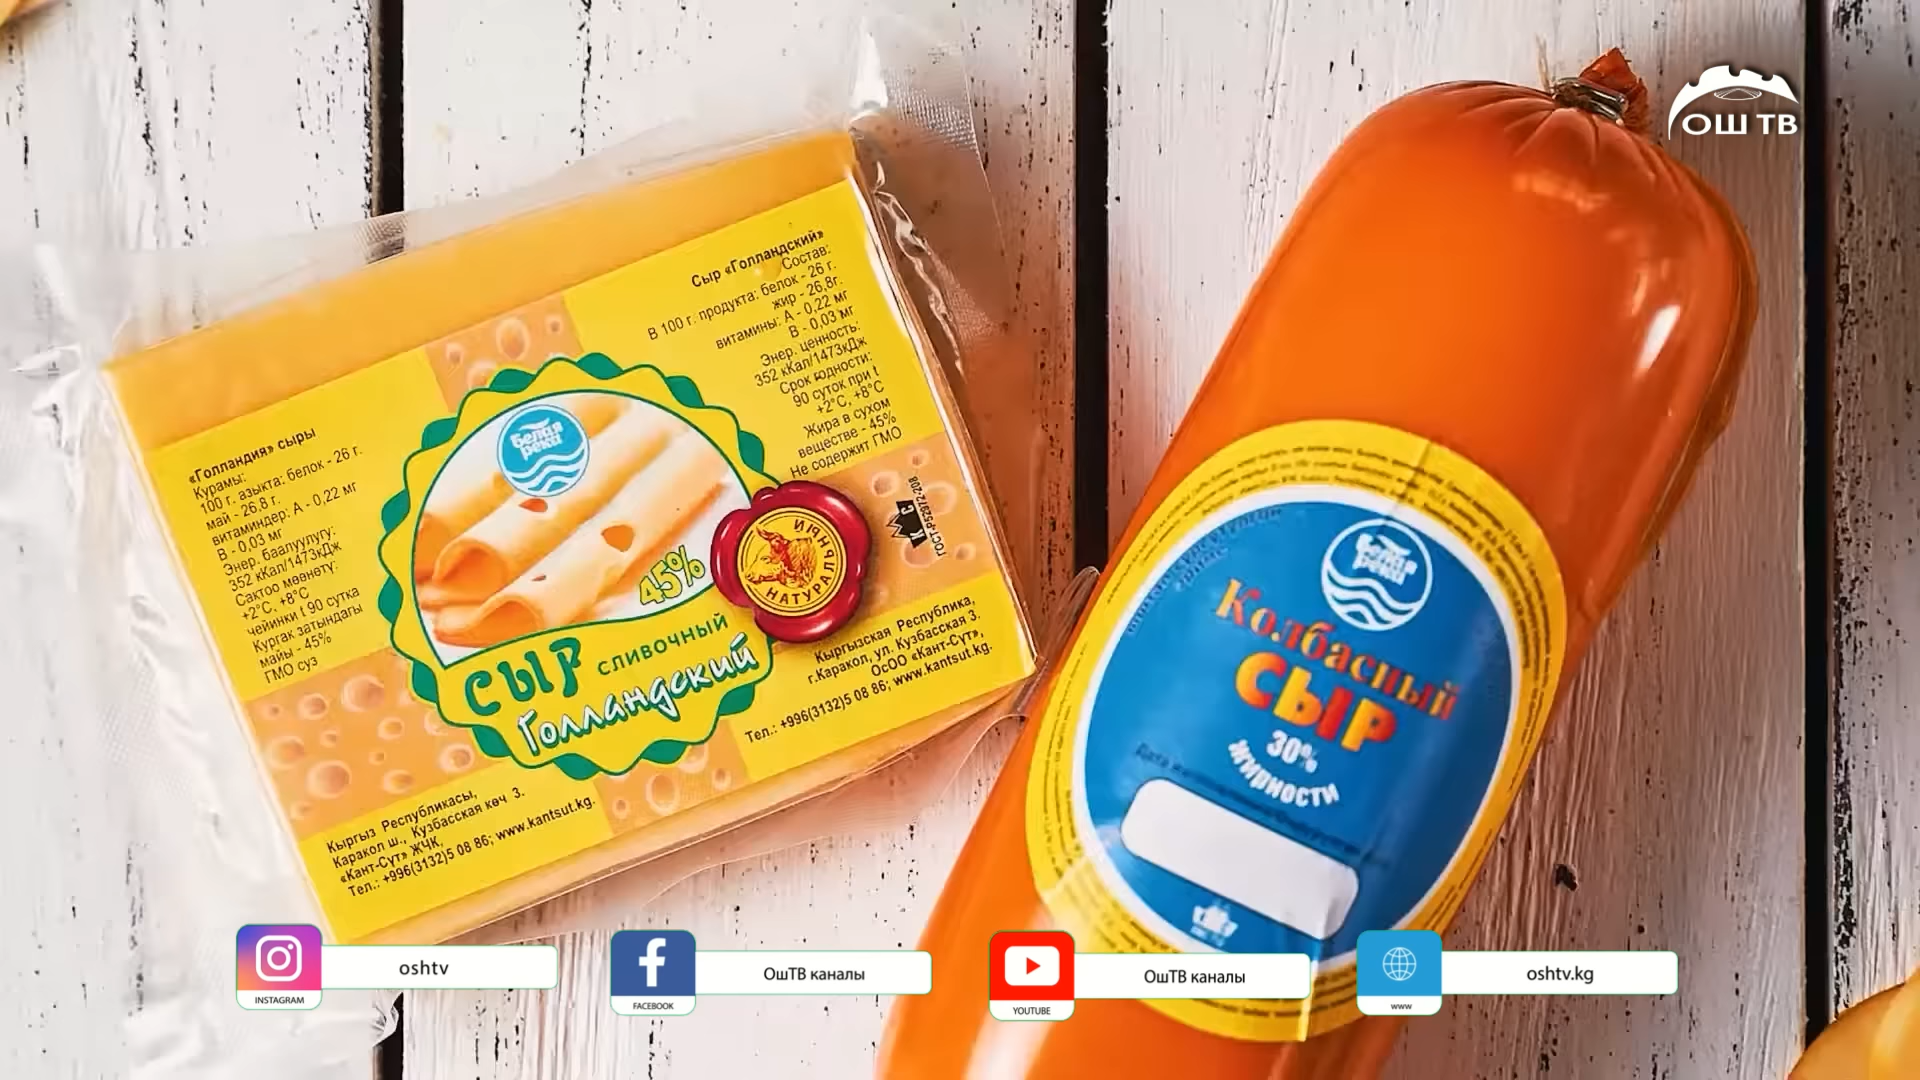 ОШ ТВ
Сыр «Голландский»
Состав:
В 100 г. продукта: белок - 26 г.
жир - 26,8г.
витамины: А - 0,22 мг
В - 0,03 мг
Энер. ценность:
352 кКал/1473кДж
Срок годности:
90 суток при t
+2°С, +8°С
Жира в сухом
веществе - 45%
Не содержит ГМО
«Голландия» сыры
Курамы:
100 г. азыкта: белок - 26 г.
май - 26,8 г.
витаминдер: А - 0,22 мг
В - 0,03 мг
Энер. баалуулугу:
352 кКал/1473кДж
Сактоо мөөнөтү:
+2°С, +8°С
чейинки t 90 сутка
Кургак затындагы
майы - 45%
ГМО суз
Белая
река
45%
НАТУРАЛЬНЫЙ
СЫР СЛИВОЧНЫЙ
Голландский
Кыргызская Республика,
г.Каракол, ул. Кузбасская 3.
ОсОО «Кант-Сүт»,
Тел.: +996(3132)5 08 86; www.kantsut.kg.
Кыргыз Республикасы,
Каракол ш., Кузбасская көч 3.
«Кант-Сүт» ЖЧК,
Тел.: +996(3132)5 08 86; www.kantsut.kg.
Белая
река
Колбасный
СЫР
30%
ЖИРНОСТИ
INSTAGRAM
oshtv
FACEBOOK
ОшТВ каналы
YOUTUBE
ОшТВ каналы
www
oshtv.kg